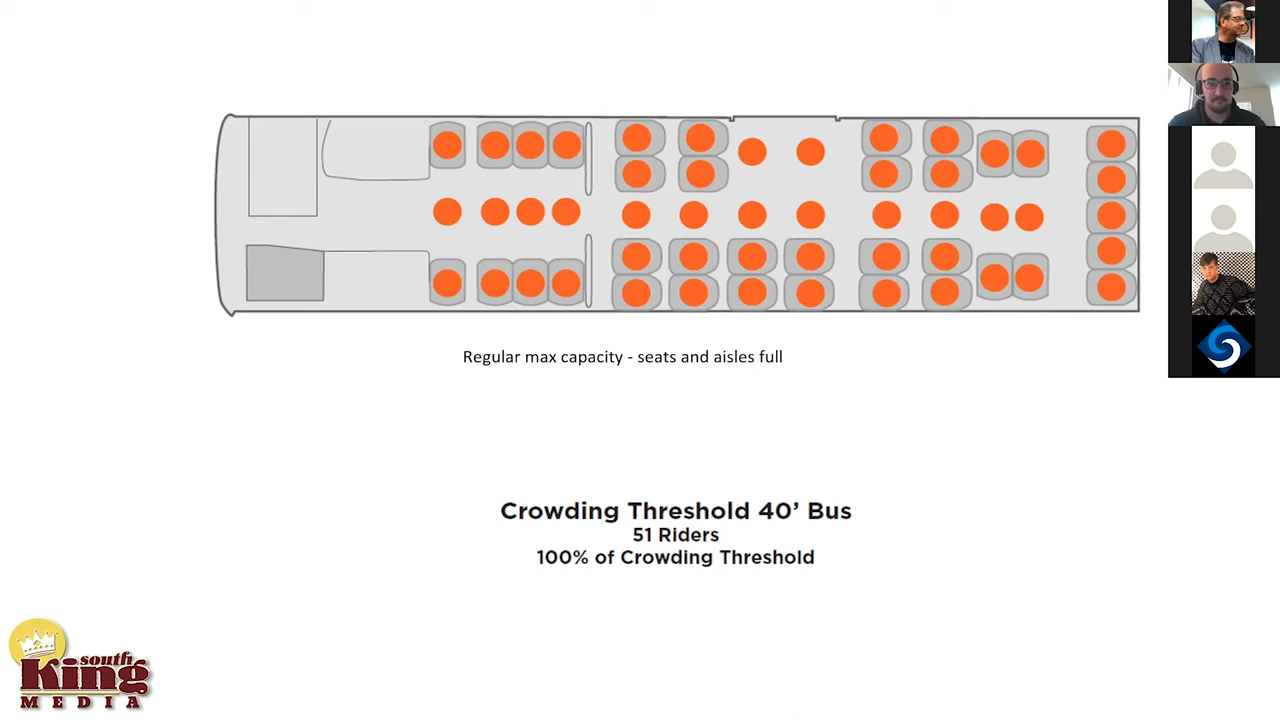 Regular max capacity - seats and aisles full
Crowding Threshold 40’ Bus
51 Riders
100% of Crowding Threshold
south
King
MEDIA